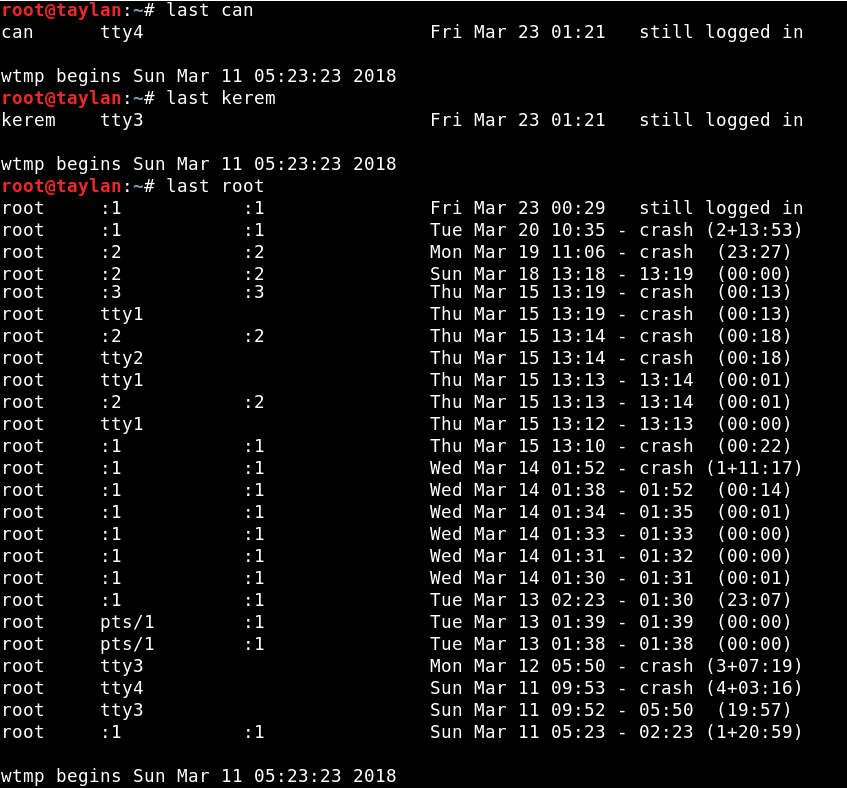 root@taylan:~# last can
can      tty4                          Fri Mar 23 01:21   still logged in

wtmp begins Sun Mar 11 05:23:23 2018
root@taylan:~# last kerem
kerem    tty3                          Fri Mar 23 01:21   still logged in

wtmp begins Sun Mar 11 05:23:23 2018
root@taylan:~# last root
root     :1           :1               Fri Mar 23 00:29   still logged in
root     :1           :1               Tue Mar 20 10:35 - crash (2+13:53)
root     :2           :2               Mon Mar 19 11:06 - crash  (23:27)
root     :2           :2               Sun Mar 18 13:18 - 13:19  (00:00)
root     :3           :3               Thu Mar 15 13:19 - crash  (00:13)
root     tty1                          Thu Mar 15 13:19 - crash  (00:13)
root     :2           :2               Thu Mar 15 13:14 - crash  (00:18)
root     tty2                          Thu Mar 15 13:14 - crash  (00:18)
root     tty1                          Thu Mar 15 13:13 - 13:14  (00:01)
root     :2           :2               Thu Mar 15 13:13 - 13:14  (00:01)
root     tty1                          Thu Mar 15 13:12 - 13:13  (00:00)
root     :1           :1               Thu Mar 15 13:10 - crash  (00:22)
root     :1           :1               Wed Mar 14 01:52 - crash (1+11:17)
root     :1           :1               Wed Mar 14 01:38 - 01:52  (00:14)
root     :1           :1               Wed Mar 14 01:34 - 01:35  (00:01)
root     :1           :1               Wed Mar 14 01:33 - 01:33  (00:00)
root     :1           :1               Wed Mar 14 01:31 - 01:32  (00:00)
root     :1           :1               Wed Mar 14 01:30 - 01:31  (00:01)
root     :1           :1               Tue Mar 13 02:23 - 01:30  (23:07)
root     pts/1        :1               Tue Mar 13 01:39 - 01:39  (00:00)
root     pts/1        :1               Tue Mar 13 01:38 - 01:38  (00:00)
root     tty3                          Mon Mar 12 05:50 - crash (3+07:19)
root     tty4                          Sun Mar 11 09:53 - crash (4+03:16)
root     tty3                          Sun Mar 11 09:52 - 05:50  (19:57)
root     :1           :1               Sun Mar 11 05:23 - 02:23 (1+20:59)

wtmp begins Sun Mar 11 05:23:23 2018